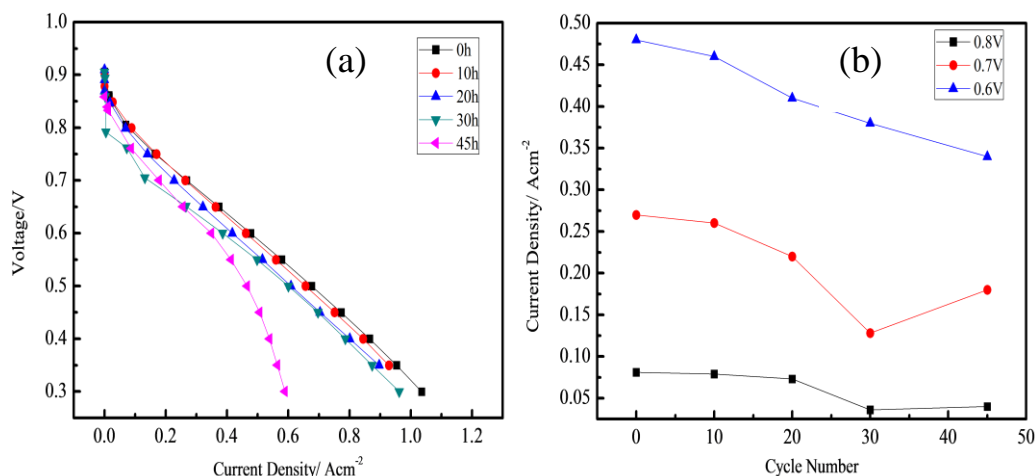 (a)
0h
10h
20h
30h
45h
1.0
0.9
0.8
0.7
0.6
0.5
0.4
0.3
Voltage/V
0.0 0.2 0.4 0.6 0.8 1.0 1.2
Current Density/ Acm⁻²
(b)
0.8V
0.7V
0.6V
0.50
0.45
0.40
0.35
0.30
0.25
0.20
0.15
0.10
0.05
Current Density/ Acm⁻²
0 10 20 30 40 50
Cycle Number